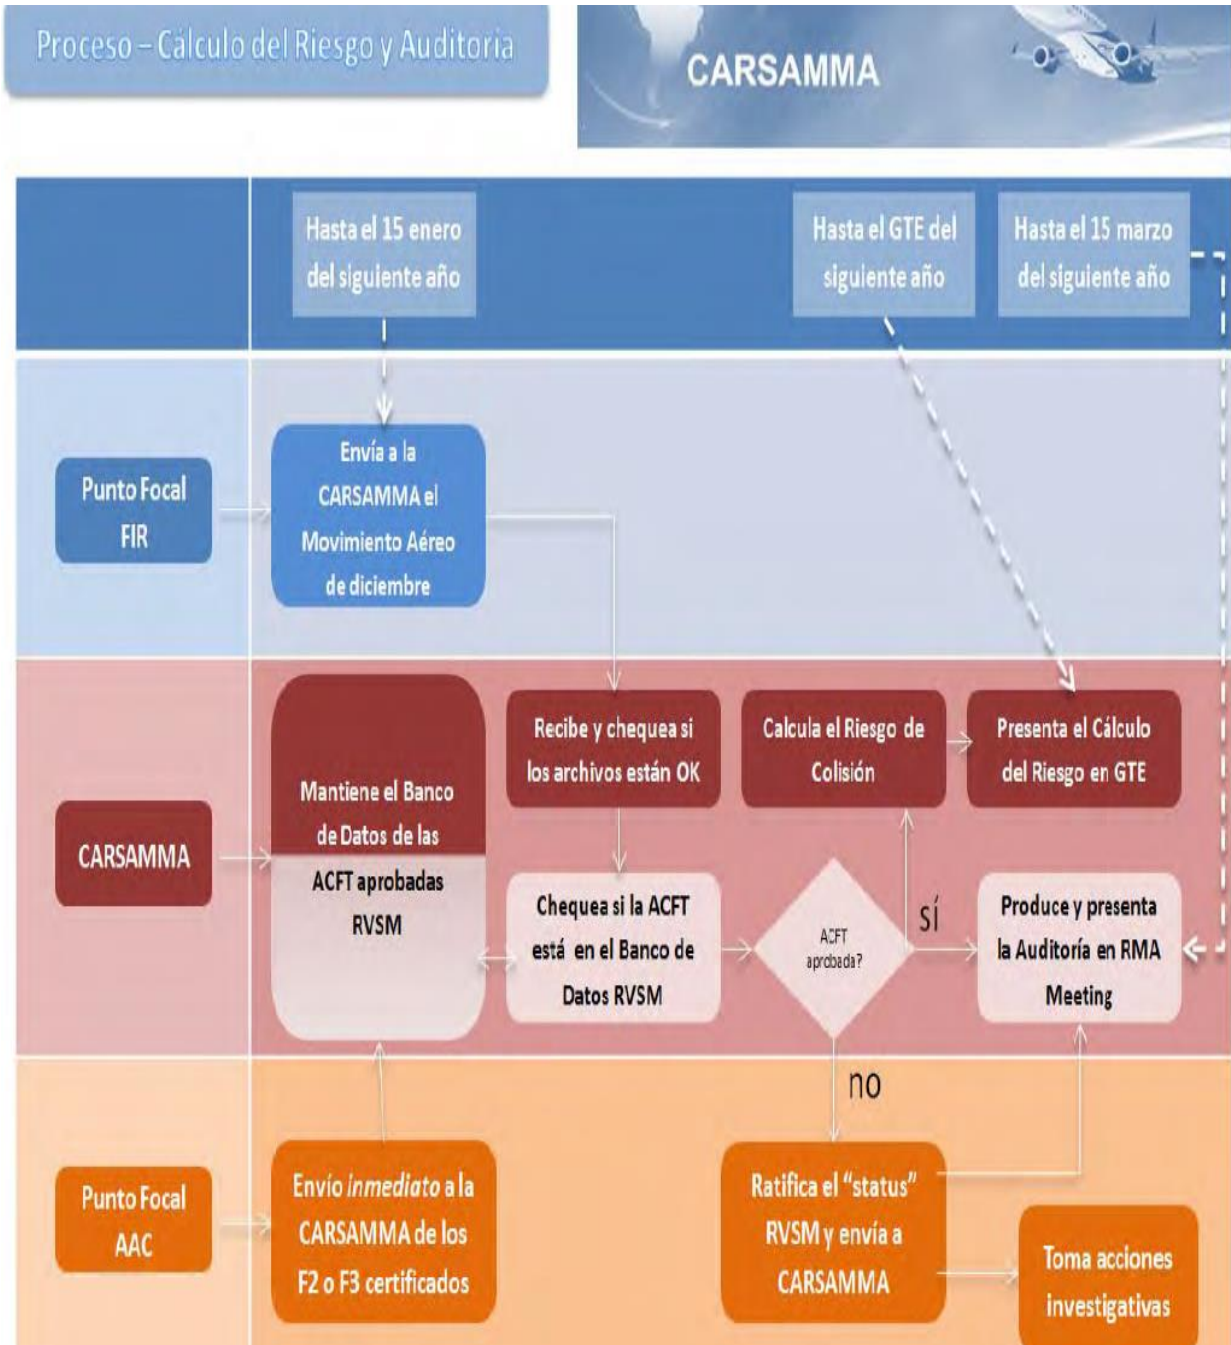 Proceso – Cálculo del Riesgo y Auditoria
CARSAMMA
Hasta el 15 enero
del siguiente año
Hasta el GTE del
siguiente año
Hasta el 15 marzo
del siguiente año
Punto Focal
FIR
Envía a la
CARSAMMA el
Movimiento Aéreo
de diciembre
CARSAMMA
Mantiene el Banco
de Datos de las
ACFT aprobadas
RVSM
Recibe y chequea si
los archivos están OK
Calcula el Riesgo de
Colisión
Presenta el Cálculo
del Riesgo en GTE
Chequea si la ACFT
está en el Banco de
Datos RVSM
ACFT
aprobada?
sí
Produce y presenta
la Auditoría en RMA
Meeting
no
Punto Focal
AAC
Envío inmediato a la
CARSAMMA de los
F2 o F3 certificados
Ratifica el “status”
RVSM y envía a
CARSAMMA
Toma acciones
investigativas